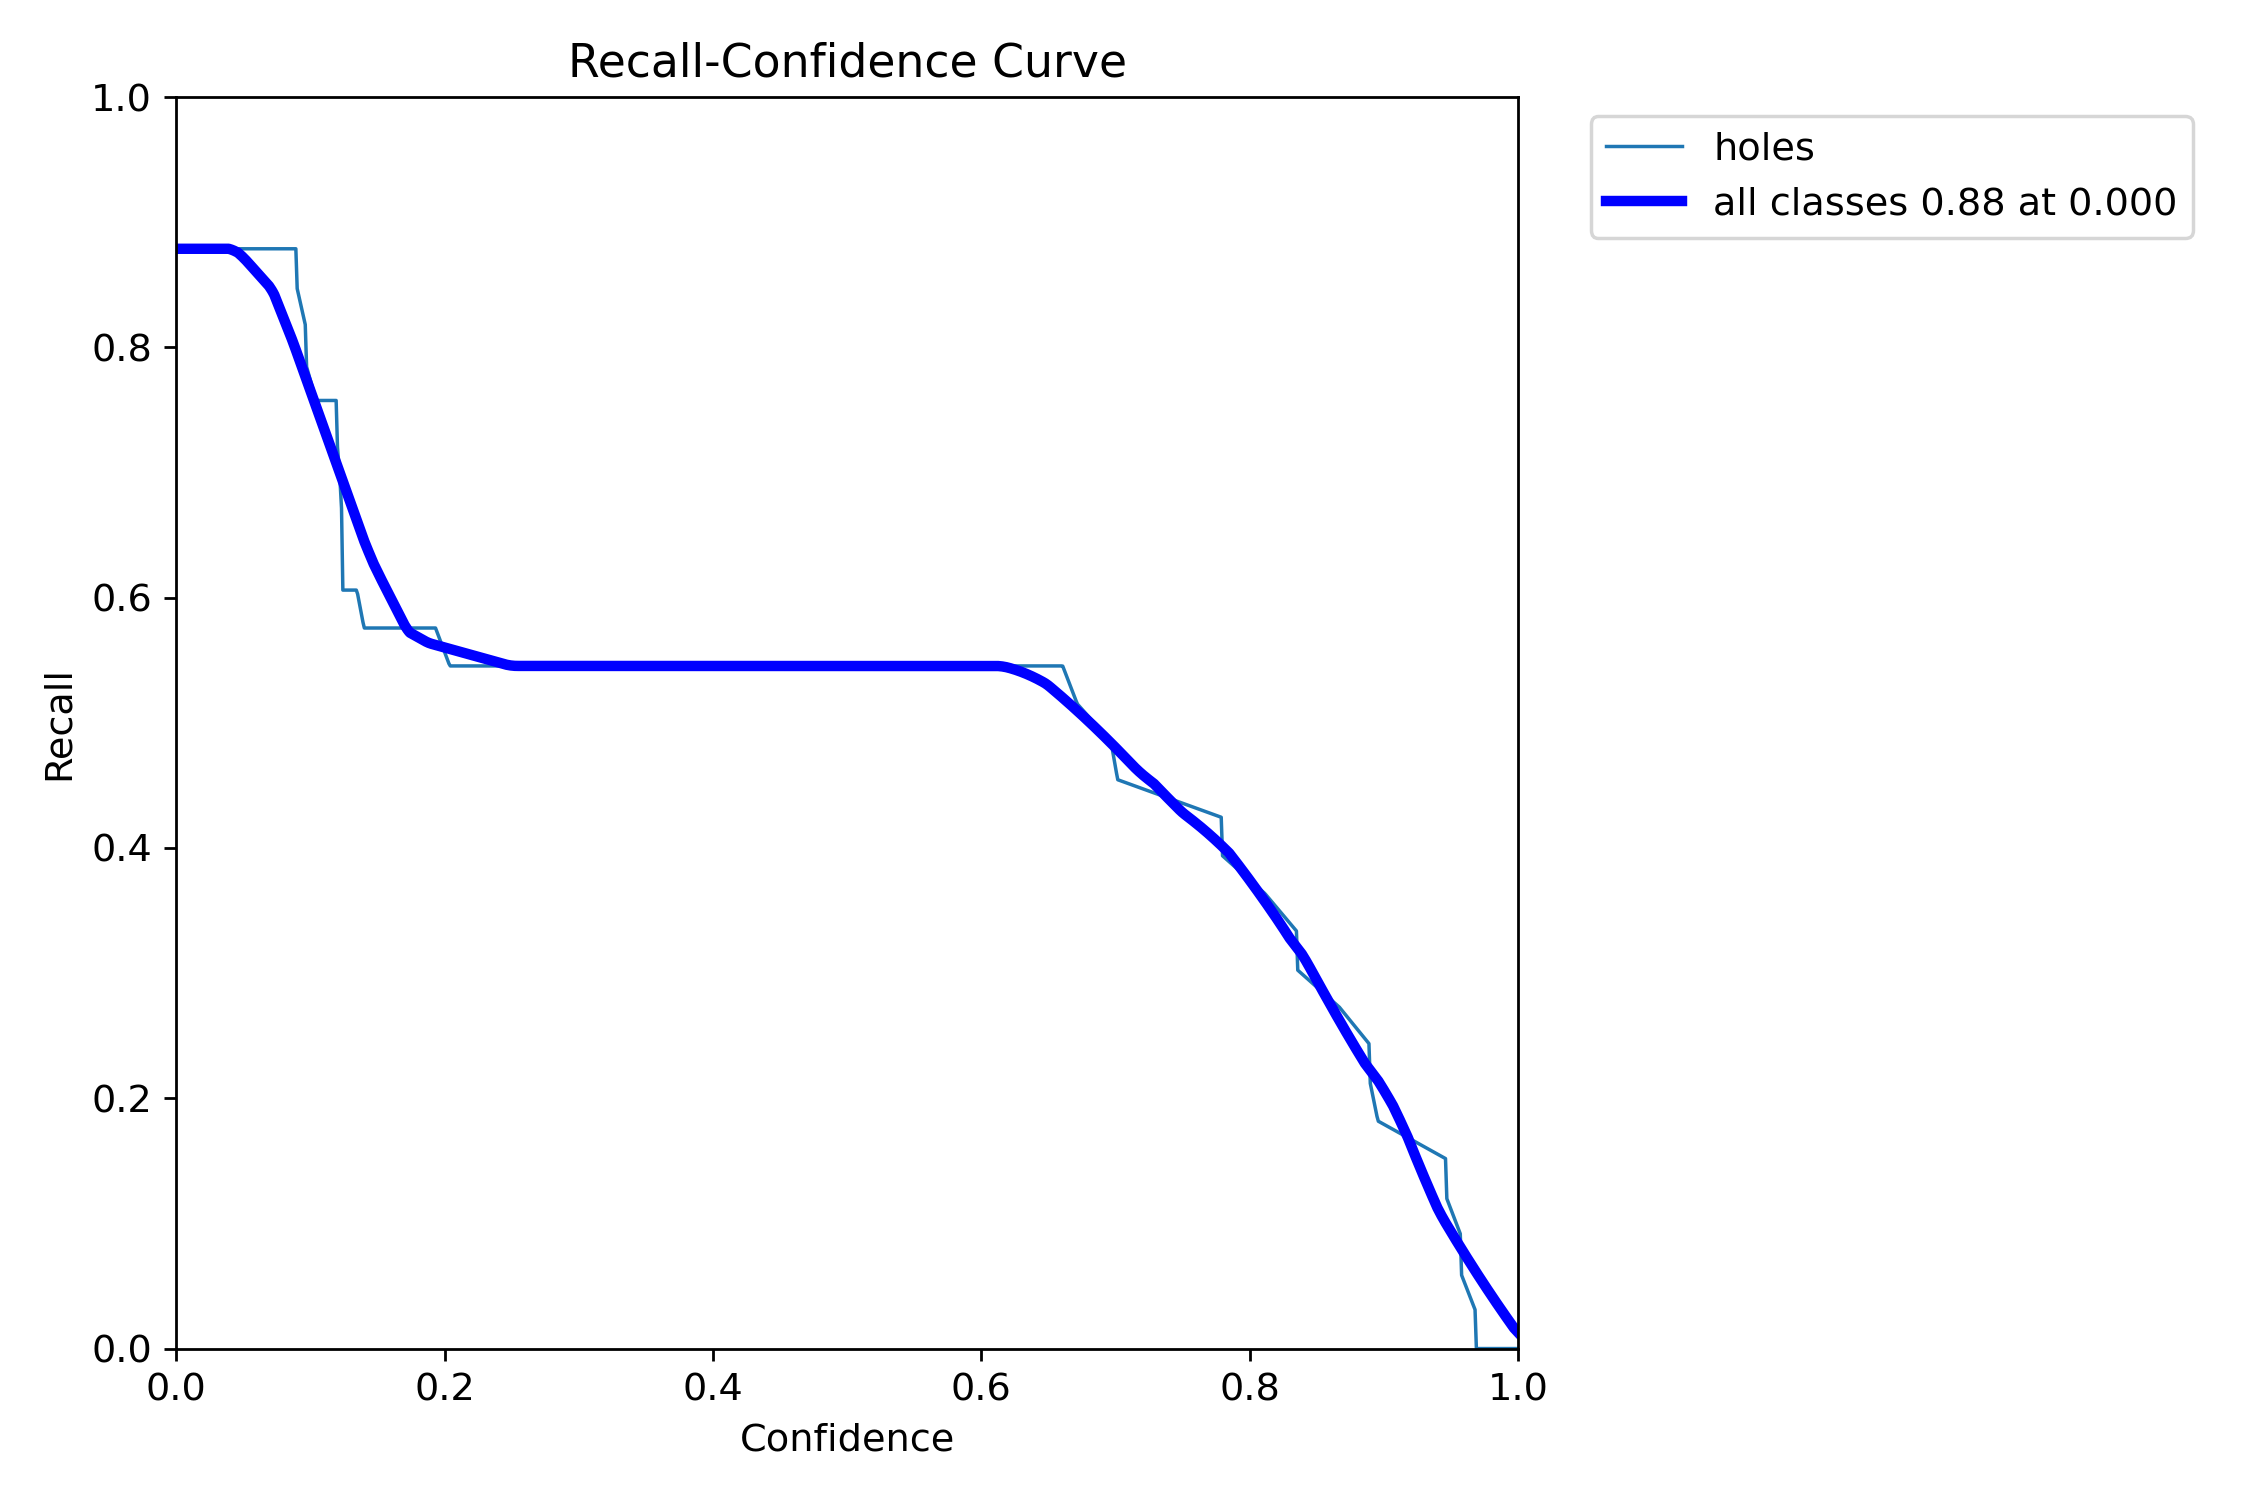 Recall-Confidence Curve
holes
all classes 0.88 at 0.000
1.0
0.8
0.6
0.4
0.2
0.0
Recall
0.0 0.2 0.4 0.6 0.8 1.0
Confidence